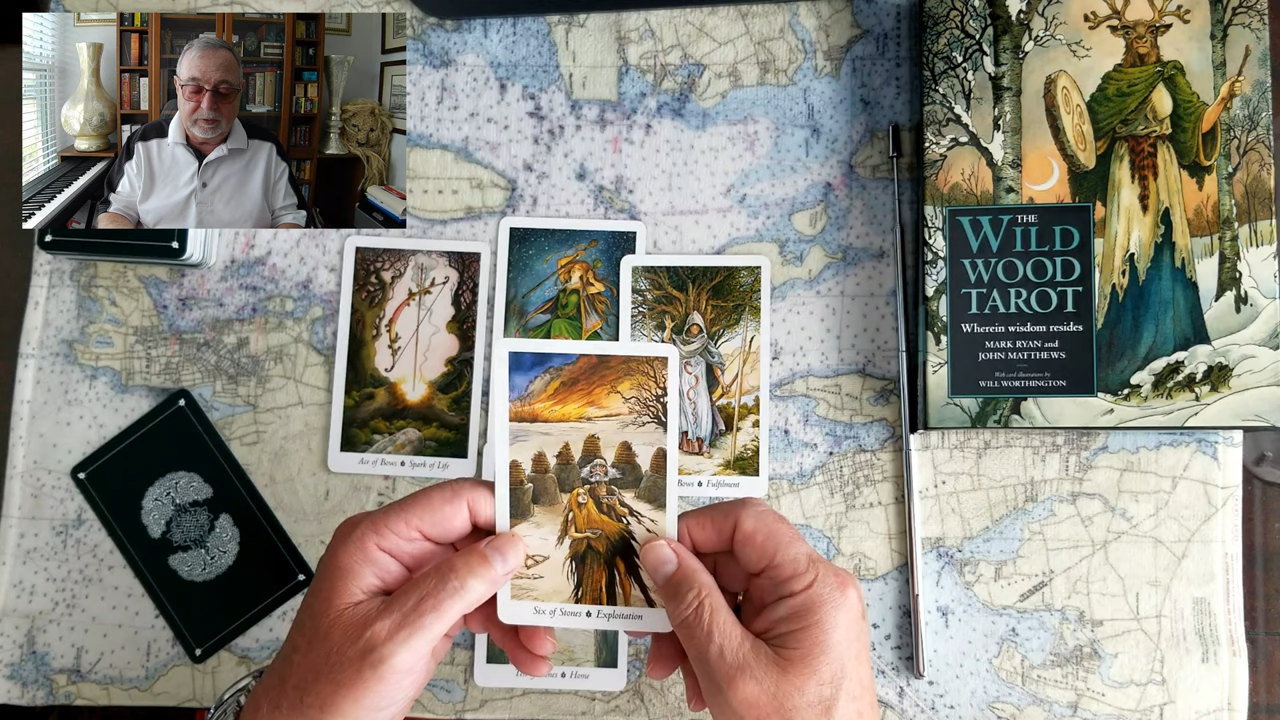 THE
WILD
WOOD
TAROT
Wherein wisdom resides
MARK RYAN and
JOHN MATTHEWS
With card illustrations by
WILL WORTHINGTON
Ace of Bows Spark of Life
Bows Fulfilment
Six of Stones Exploitation
Home